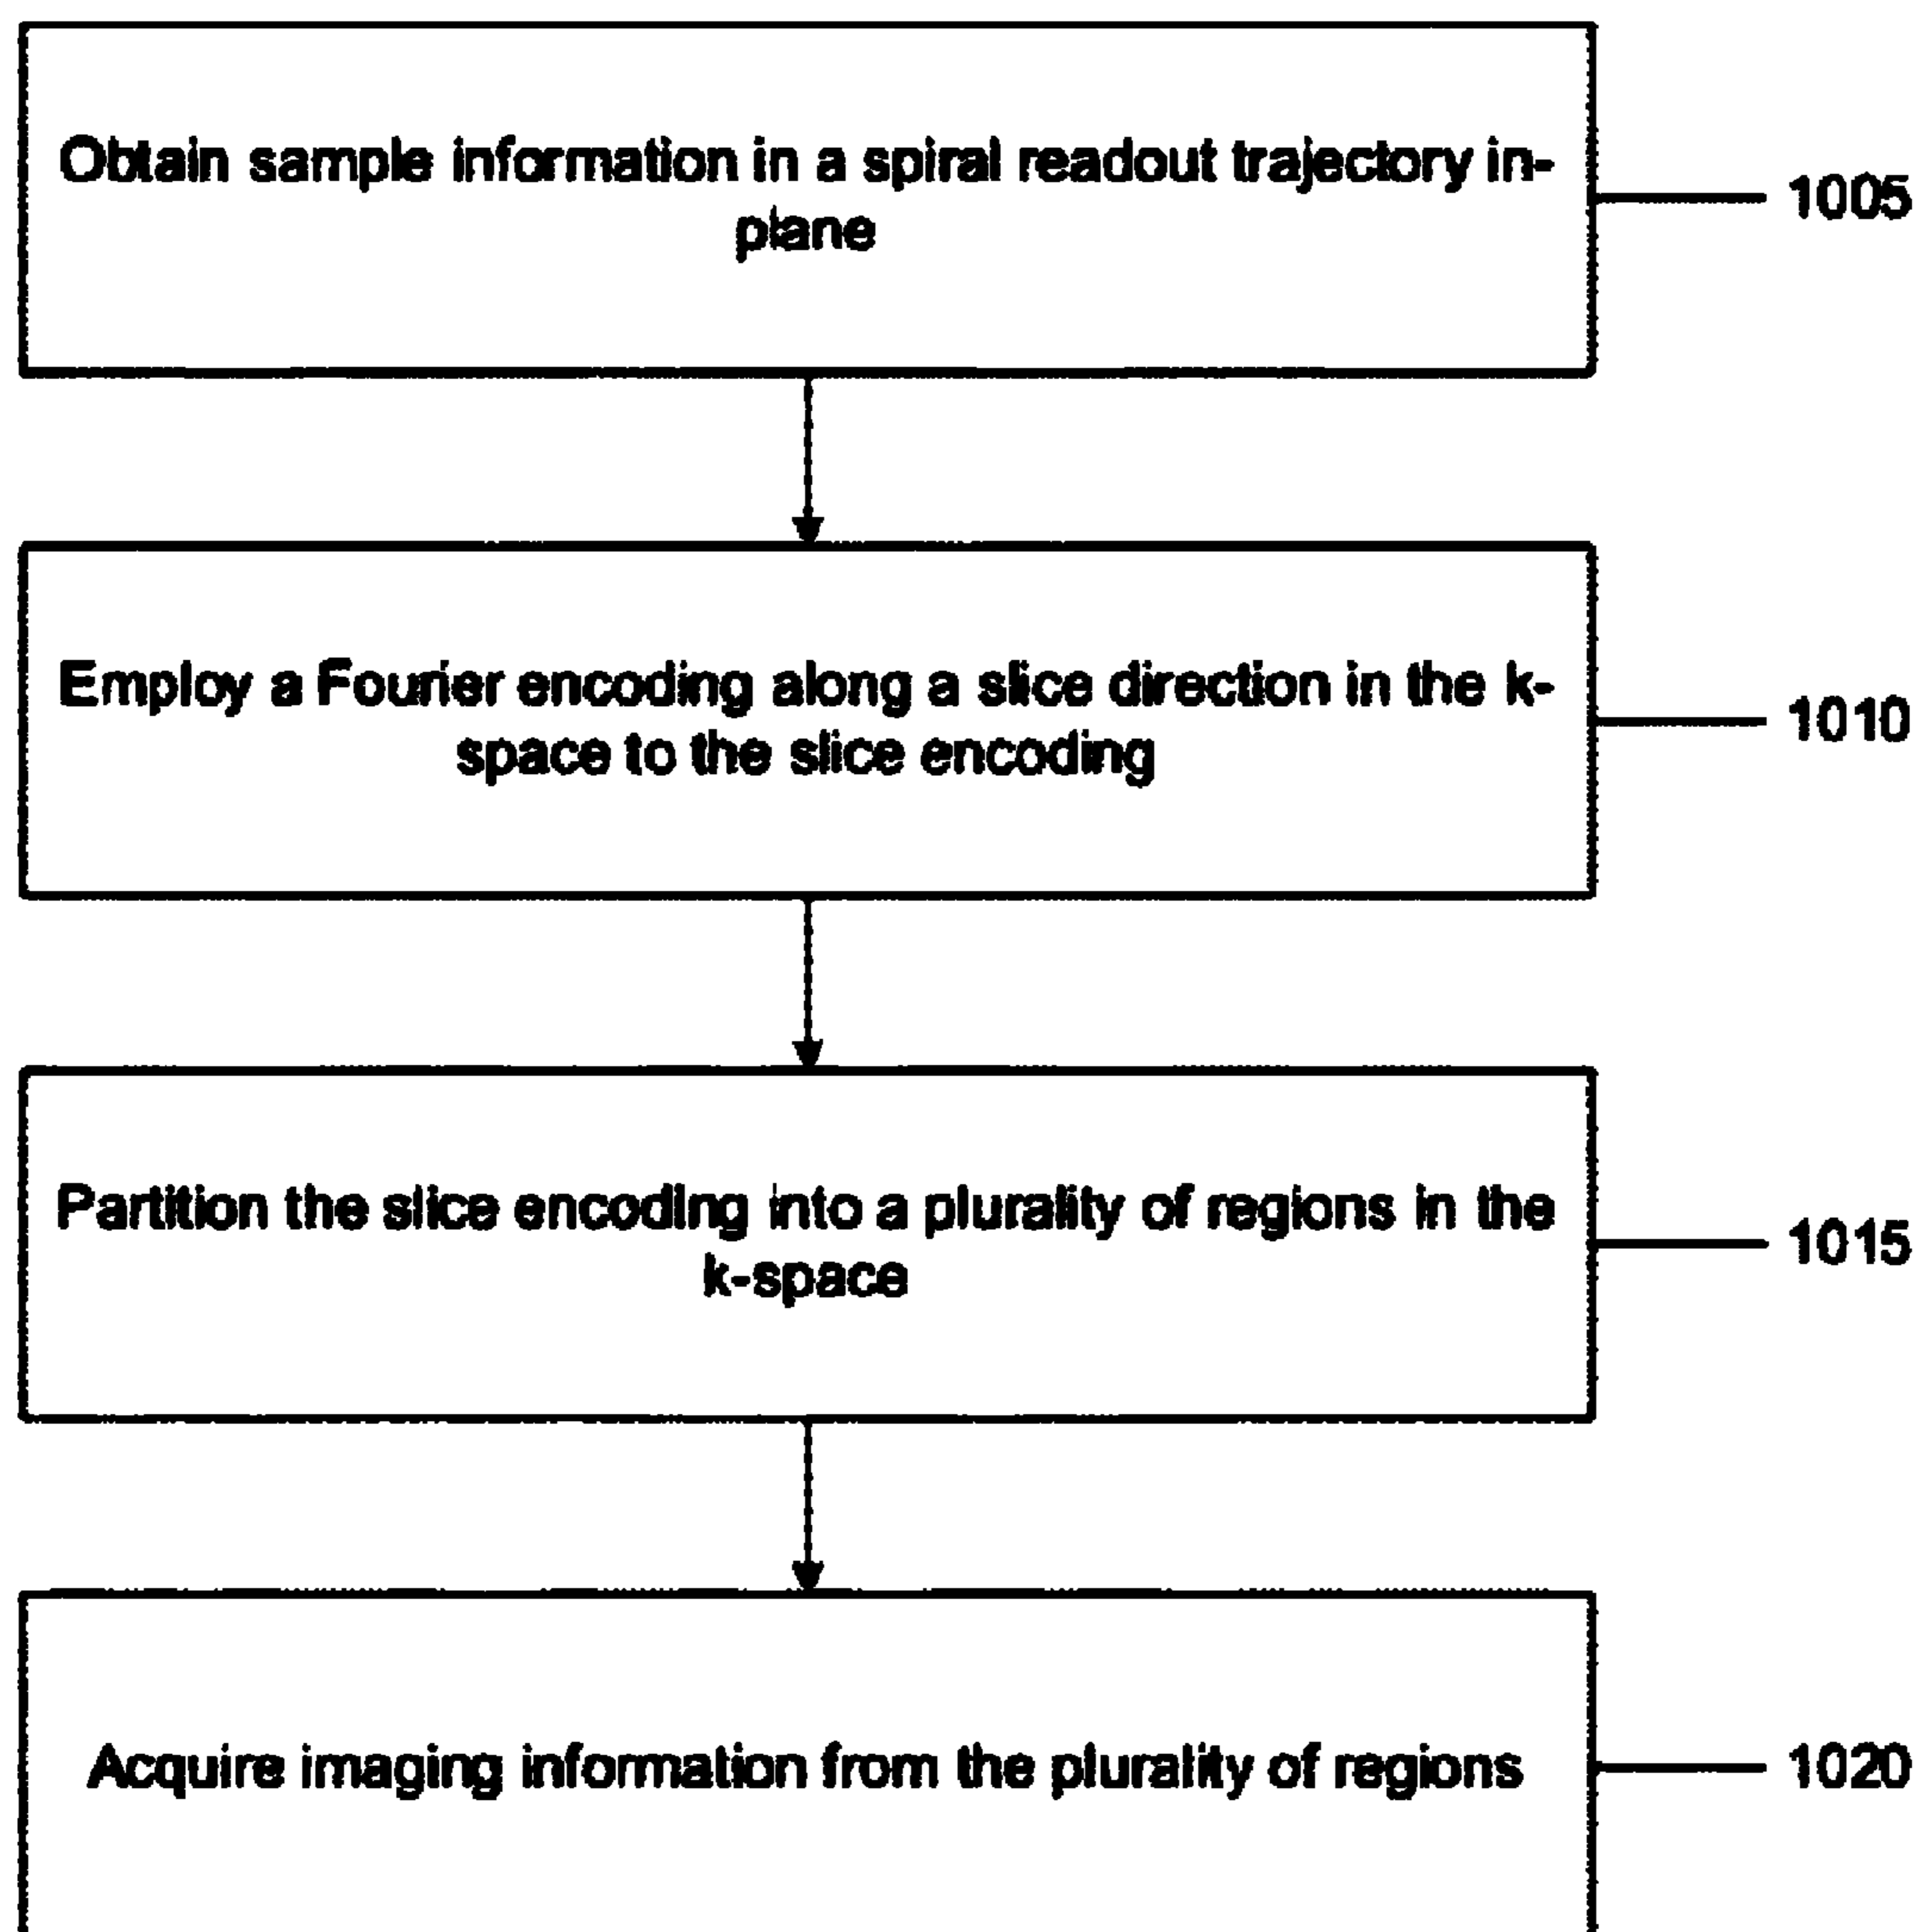 Obtain sample information in a spiral readout trajectory in-
plane
1005
Employ a Fourier encoding along a slice direction in the k-
space to the slice encoding
1010
Partition the slice encoding into a plurality of regions in the
k-space
1015
Acquire imaging information from the plurality of regions
1020